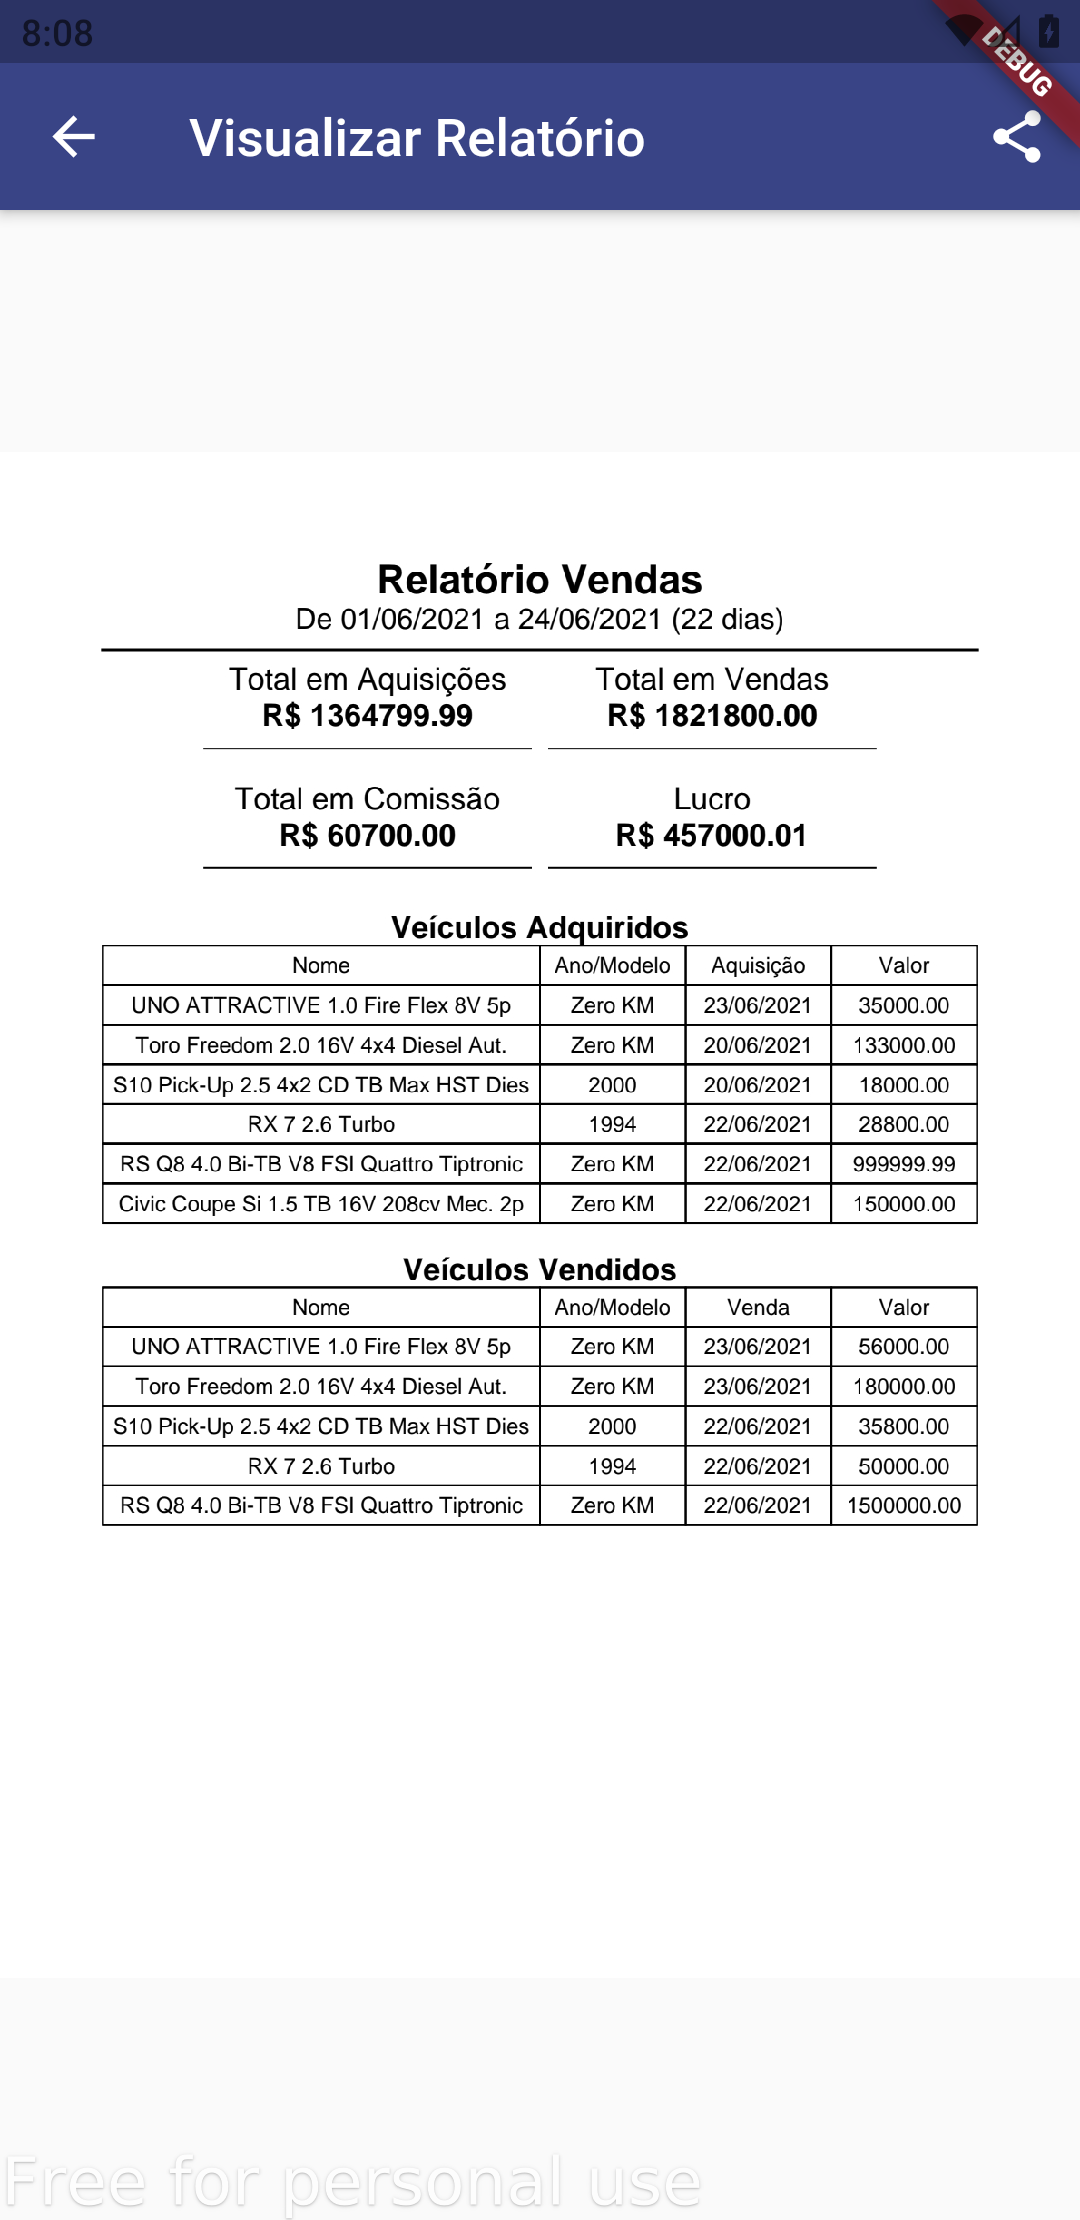 8:08
DEBUG
Visualizar Relatório
Relatório Vendas
De 01/06/2021 a 24/06/2021 (22 dias)
Total em Aquisições Total em Vendas
R$ 1364799.99 R$ 1821800.00
Total em Comissão Lucro
R$ 60700.00 R$ 457000.01
Veículos Adquiridos
Nome Ano/Modelo Aquisição Valor
UNO ATTRACTIVE 1.0 Fire Flex 8V 5p Zero KM 23/06/2021 35000.00
Toro Freedom 2.0 16V 4x4 Diesel Aut. Zero KM 20/06/2021 133000.00
S10 Pick-Up 2.5 4x2 CD TB Max HST Dies 2000 20/06/2021 18000.00
RX 7 2.6 Turbo 1994 22/06/2021 28800.00
RS Q8 4.0 Bi-TB V8 FSI Quattro Tiptronic Zero KM 22/06/2021 999999.99
Civic Coupe Si 1.5 TB 16V 208cv Mec. 2p Zero KM 22/06/2021 150000.00
Veículos Vendidos
Nome Ano/Modelo Venda Valor
UNO ATTRACTIVE 1.0 Fire Flex 8V 5p Zero KM 23/06/2021 56000.00
Toro Freedom 2.0 16V 4x4 Diesel Aut. Zero KM 23/06/2021 180000.00
S10 Pick-Up 2.5 4x2 CD TB Max HST Dies 2000 22/06/2021 35800.00
RX 7 2.6 Turbo 1994 22/06/2021 50000.00
RS Q8 4.0 Bi-TB V8 FSI Quattro Tiptronic Zero KM 22/06/2021 1500000.00
Free for personal use